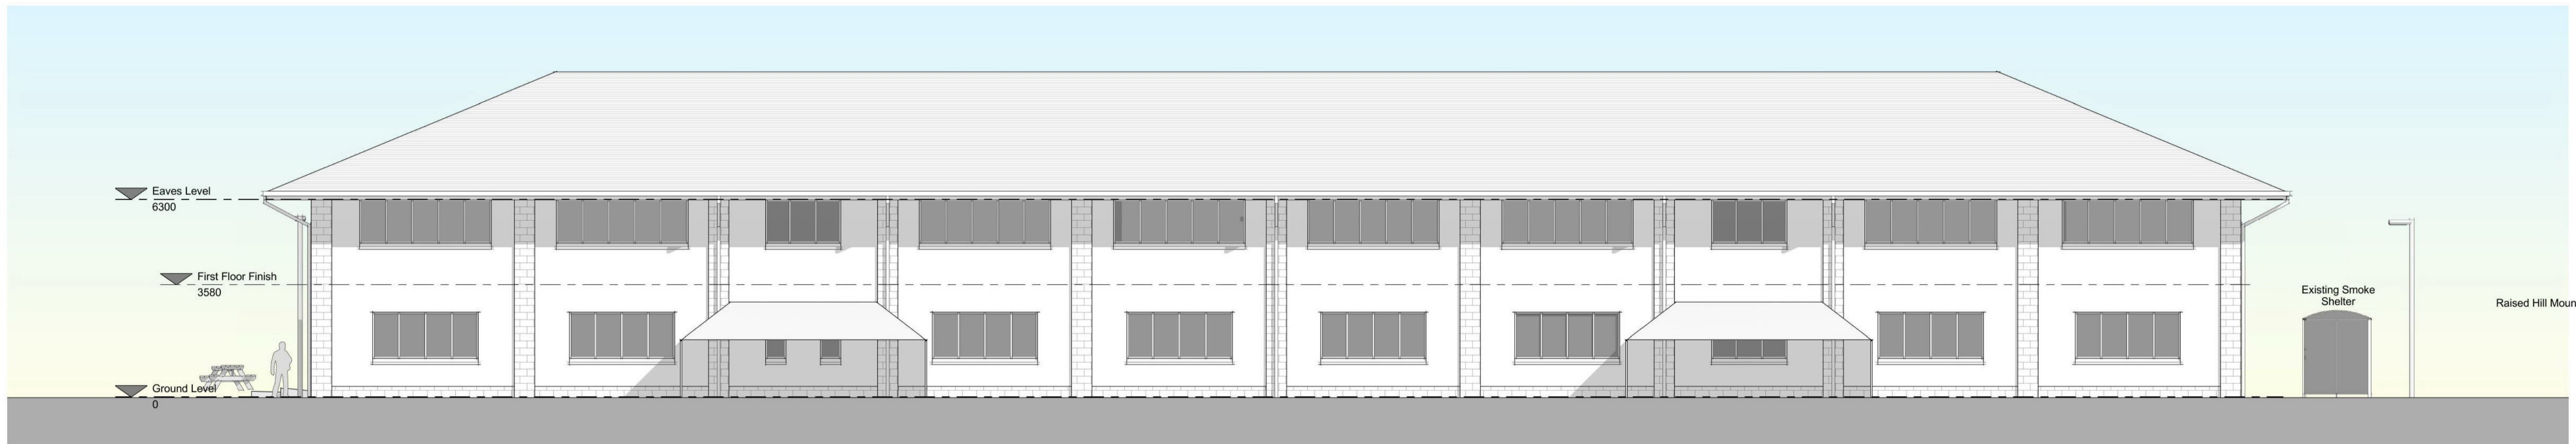 Eaves Level
6300
First Floor Finish
3580
Existing Smoke
Shelter
Raised Hill Moun
Ground Level
0